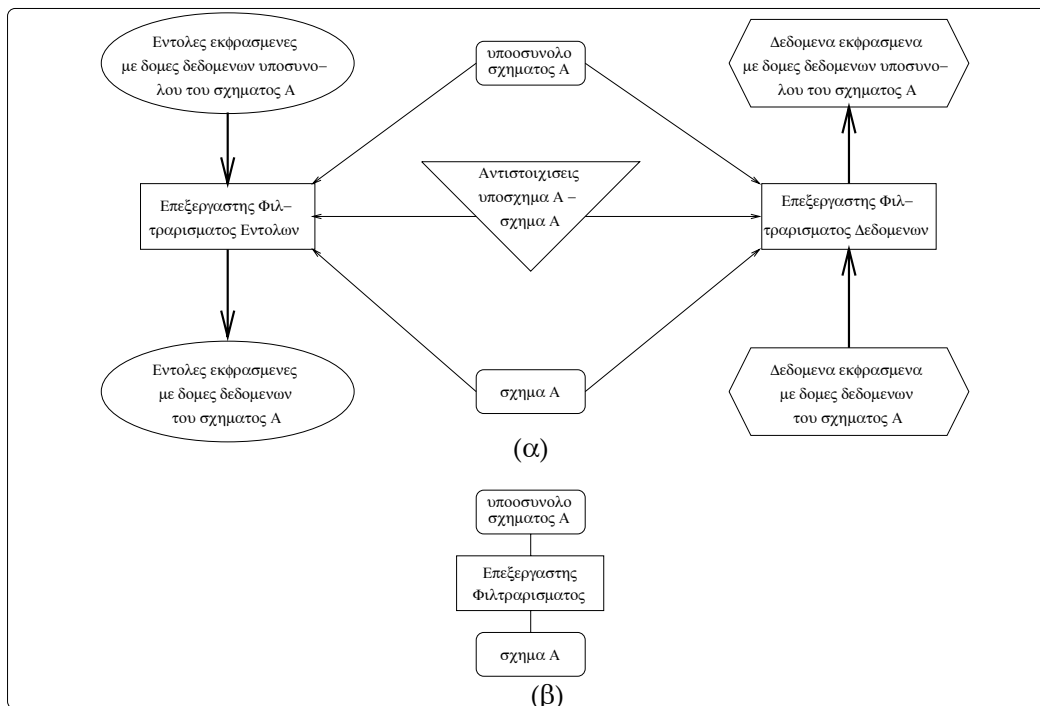 Εντολες εκφρασμενες
με δομες δεδομενων υποσυνο–
λου του σχηματος Α
υποοσυνολο
σχηματος Α
Δεδομενα εκφρασμενα
με δομες δεδομενων υποσυνο–
λου του σχηματος Α
Επεξεργαστης Φιλ–
τραρισματος Εντολων
Αντιστοιχισεις
υποσχημα Α –
σχημα Α
Επεξεργαστης Φιλ–
τραρισματος Δεδομενων
Εντολες εκφρασμενες
με δομες δεδομενων
του σχηματος Α
σχημα Α
Δεδομενα εκφρασμενα
με δομες δεδομενων
του σχηματος Α
(α)
υποοσυνολο
σχηματος Α
Επεξεργαστης
Φιλτραρισματος
σχημα Α
(β)